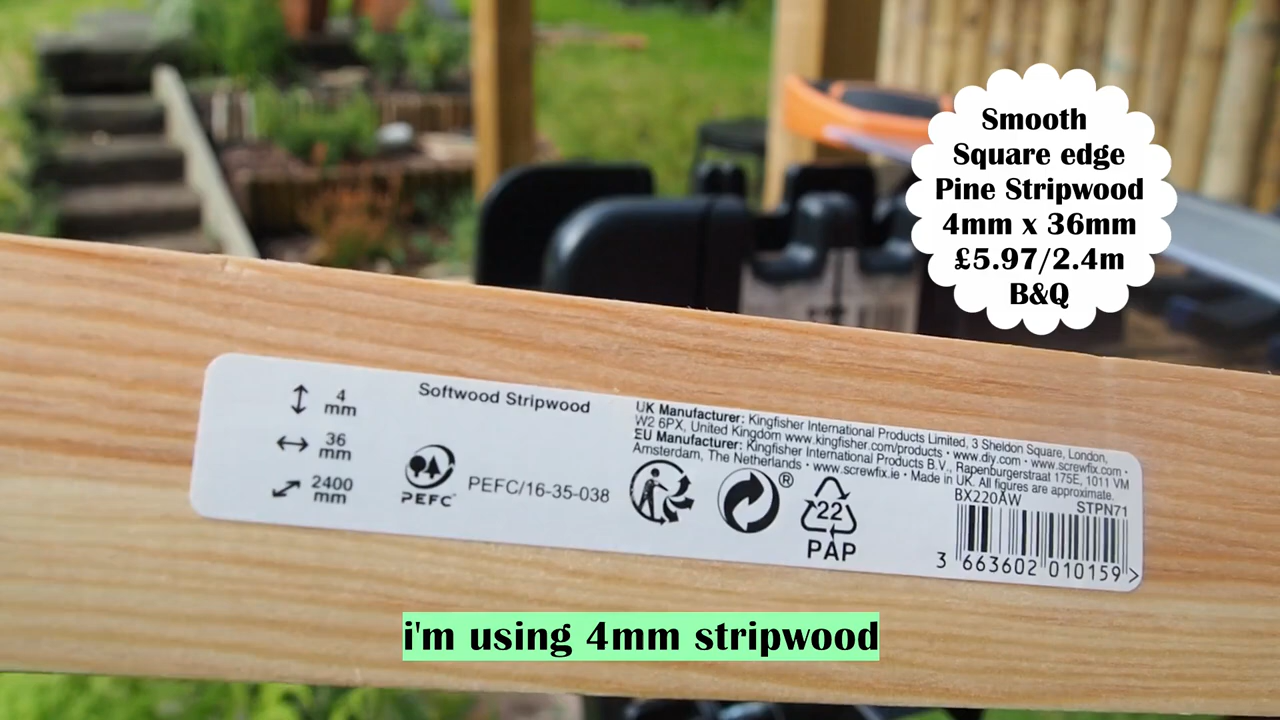 Smooth
Square edge
Pine Stripwood
4mm x 36mm
£5.97/2.4m
B&Q
4
mm
36
mm
2400
mm
Softwood Stripwood
PEFC
PEFC/16-35-038
UK Manufacturer: Kingfisher International Products Limited, 3 Sheldon Square, London,
W2 6PX, United Kingdom www.kingfisher.com/products · www.diy.com · www.screwfix.com ·
EU Manufacturer: Kingfisher International Products B.V., Rapenburgerstraat 175E, 1011 VM
Amsterdam, The Netherlands · www.screwfix.ie · Made in UK. All figures are approximate.
®
22
PAP
BX220AW
STPN71
3 663602 010159 >
i'm using 4mm stripwood